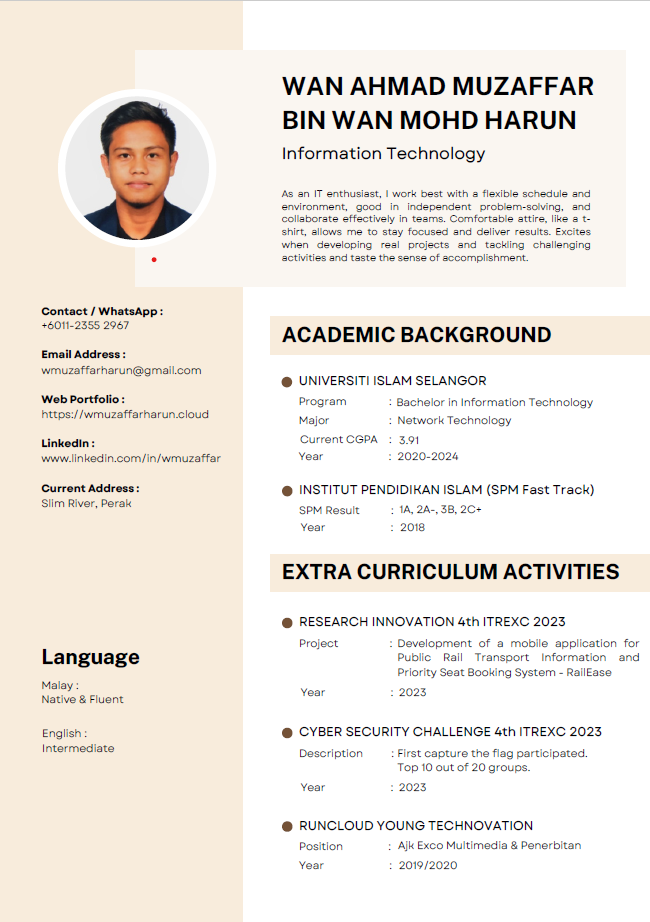 WAN AHMAD MUZAFFAR
BIN WAN MOHD HARUN
Information Technology
As an IT enthusiast, I work best with a flexible schedule and
environment, good in independent problem-solving, and
collaborate effectively in teams. Comfortable attire, like a t-
shirt, allows me to stay focused and deliver results. Excites
when developing real projects and tackling challenging
activities and taste the sense of accomplishment.
Contact / WhatsApp :
+6011-2355 2967
Email Address :
wmuzaffarharun@gmail.com
Web Portfolio :
https://wmuzaffarharun.cloud
LinkedIn :
www.linkedin.com/in/wmuzaffar
Current Address :
Slim River, Perak
Language
Malay :
Native & Fluent
English :
Intermediate
ACADEMIC BACKGROUND
UNIVERSITI ISLAM SELANGOR
Program : Bachelor in Information Technology
Major : Network Technology
Current CGPA : 3.91
Year : 2020-2024
INSTITUT PENDIDIKAN ISLAM (SPM Fast Track)
SPM Result : 1A, 2A-, 3B, 2C+
Year : 2018
EXTRA CURRICULUM ACTIVITIES
RESEARCH INNOVATION 4th ITREXC 2023
Project : Development of a mobile application for
Public Rail Transport Information and
Priority Seat Booking System - RailEase
Year : 2023
CYBER SECURITY CHALLENGE 4th ITREXC 2023
Description : First capture the flag participated.
Top 10 out of 20 groups.
Year : 2023
RUNCLOUD YOUNG TECHNOVATION
Position : Ajk Exco Multimedia & Penerbitan
Year : 2019/2020